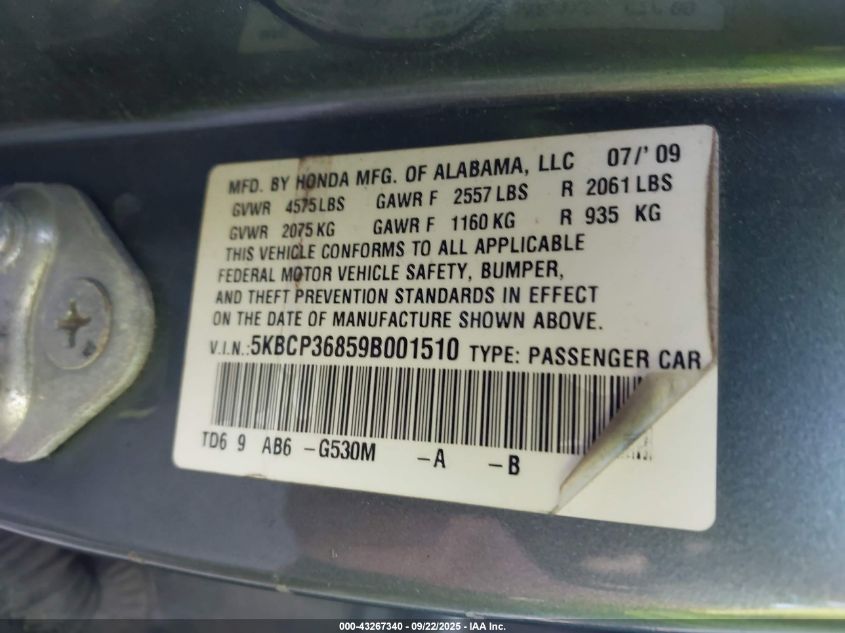 MFD. BY HONDA MFG. OF ALABAMA, LLC 07/' 09
GVWR 4575 LBS GAWR F 2557 LBS R 2061 LBS
GVWR 2075 KG GAWR F 1160 KG R 935 KG
THIS VEHICLE CONFORMS TO ALL APPLICABLE
FEDERAL MOTOR VEHICLE SAFETY, BUMPER,
AND THEFT PREVENTION STANDARDS IN EFFECT
ON THE DATE OF MANUFACTURE SHOWN ABOVE.
V.I.N.:5KBCP36859B001510 TYPE: PASSENGER CAR
TD6 9 AB6 -G530M -A -B
000-43267340 - 09/22/2025 - IAA Inc.